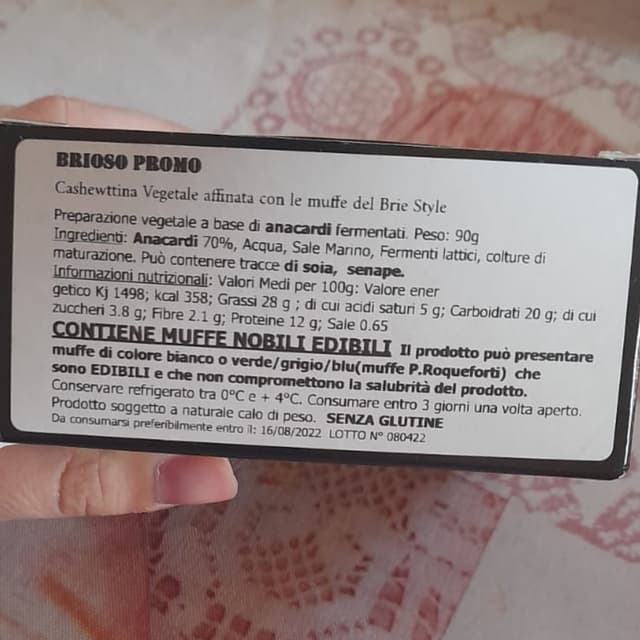 BRIOSO PROMO
Cashewttina Vegetale affinata con le muffe del Brie Style
Preparazione vegetale a base di anacardi fermentati. Peso: 90g
Ingredienti: Anacardi 70%, Acqua, Sale Marino, Fermenti lattici, colture di
maturazione. Può contenere tracce di soia, senape.
Informazioni nutrizionali: Valori Medi per 100g: Valore ener
getico Kj 1498; kcal 358; Grassi 28 g ; di cui acidi saturi 5 g; Carboidrati 20 g; di cui
zuccheri 3.8 g; Fibre 2.1 g; Proteine 12 g; Sale 0.65
CONTIENE MUFFE NOBILI EDIBILI Il prodotto può presentare
muffe di colore bianco o verde/grigio/blu(muffe P.Roqueforti) che
sono EDIBILI e che non compromettono la salubrità del prodotto.
Conservare refrigerato tra 0°C e + 4°C. Consumare entro 3 giorni una volta aperto.
Prodotto soggetto a naturale calo di peso. SENZA GLUTINE
Da consumarsi preferibilmente entro il: 16/08/2022 LOTTO N° 080422